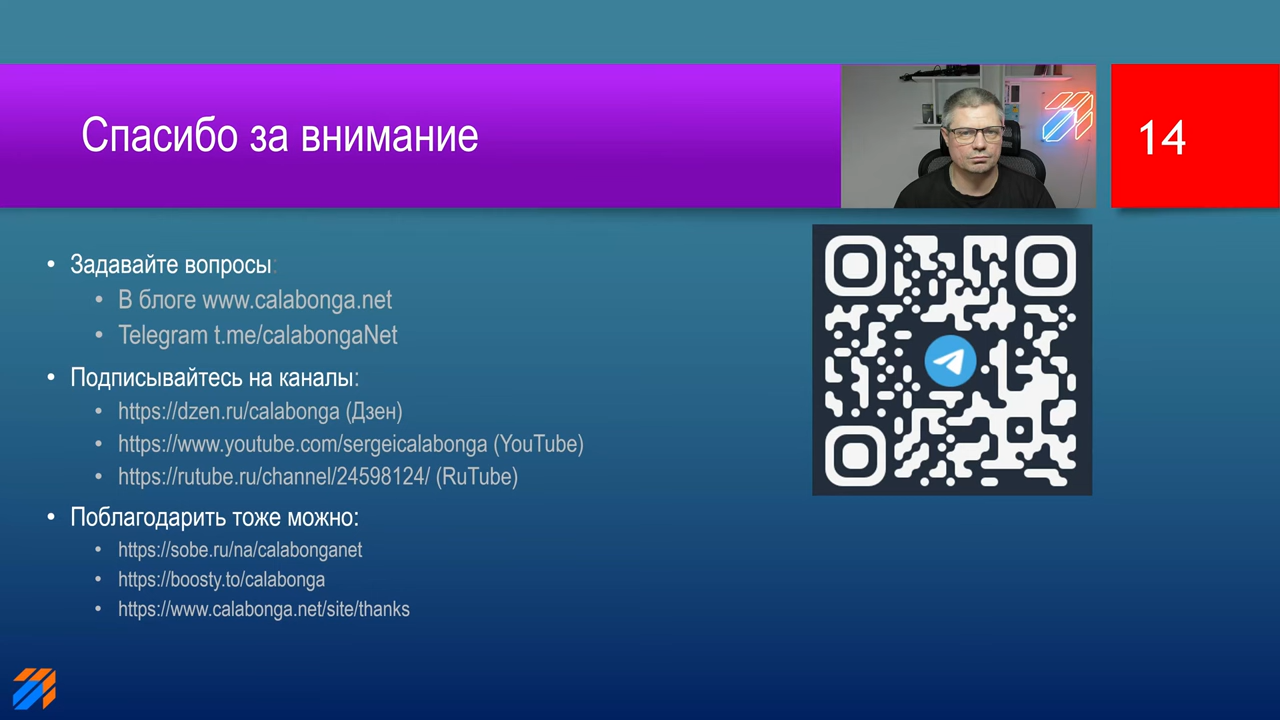 Спасибо за внимание
14
Задавайте вопросы:
В блоге www.calabonga.net
Telegram t.me/calabongaNet
Подписывайтесь на каналы:
https://dzen.ru/calabonga (Дзен)
https://www.youtube.com/sergeicalabonga (YouTube)
https://rutube.ru/channel/24598124/ (RuTube)
Поблагодарить тоже можно:
https://sobe.ru/na/calabonganet
https://boosty.to/calabonga
https://www.calabonga.net/site/thanks